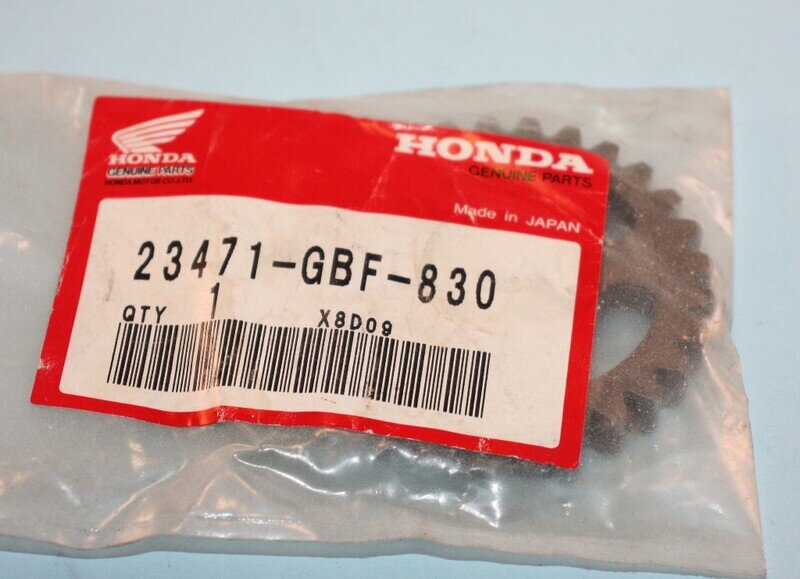 HONDA
GENUINE PARTS
HONDA MOTOR CO.,LTD.
HONDA
GENUINE PARTS
Made in JAPAN
23471-GBF-830
QTY 1 X8D09